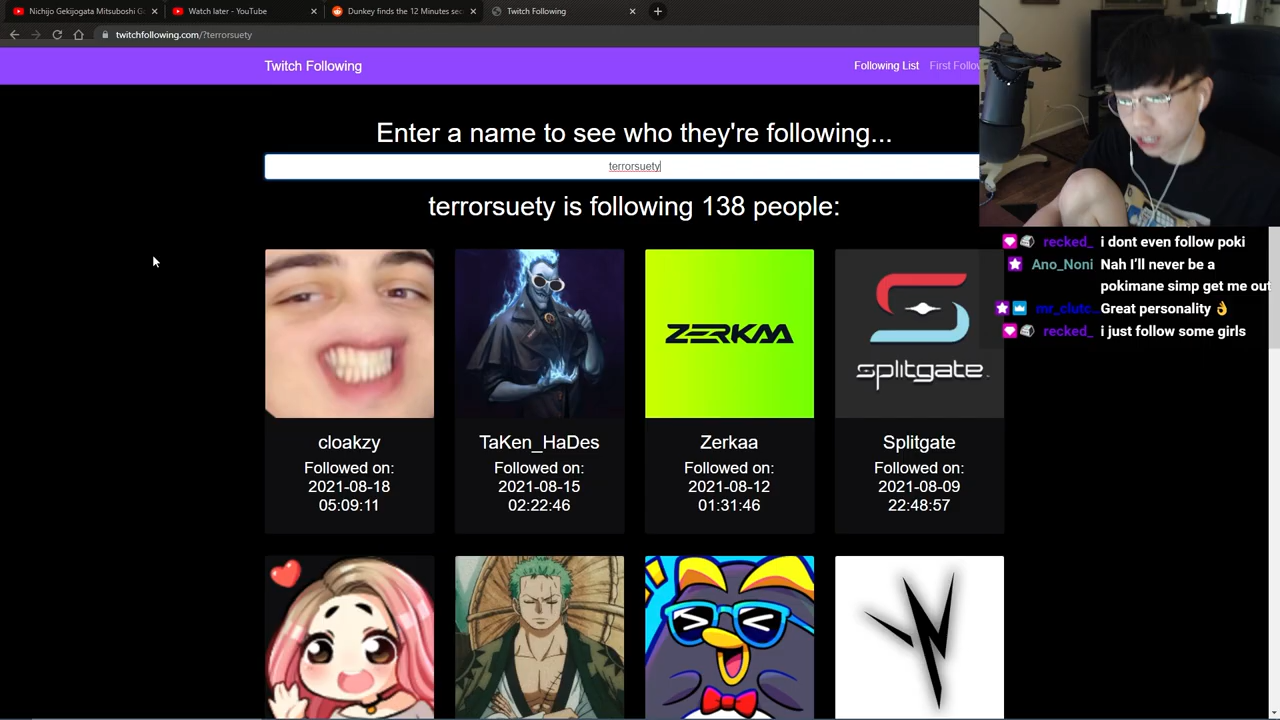 Nichijo Gekijogata Mitsuboshi G
Watch later - YouTube
Dunkey finds the 12 Minutes sec
Twitch Following
twitchfollowing.com/?terrorsuety
Twitch Following
Following List
First Follow
Enter a name to see who they're following...
terrorsuety
terrorsuety is following 138 people:
recked_ i dont even follow poki
Ano_Noni Nah I'll never be a
pokimane simp get me out
mr_clutc... Great personality 👌
recked_ i just follow some girls
ZERKAA
splitgate
cloakzy
Followed on:
2021-08-18
05:09:11
TaKen_HaDes
Followed on:
2021-08-15
02:22:46
Zerkaa
Followed on:
2021-08-12
01:31:46
Splitgate
Followed on:
2021-08-09
22:48:57